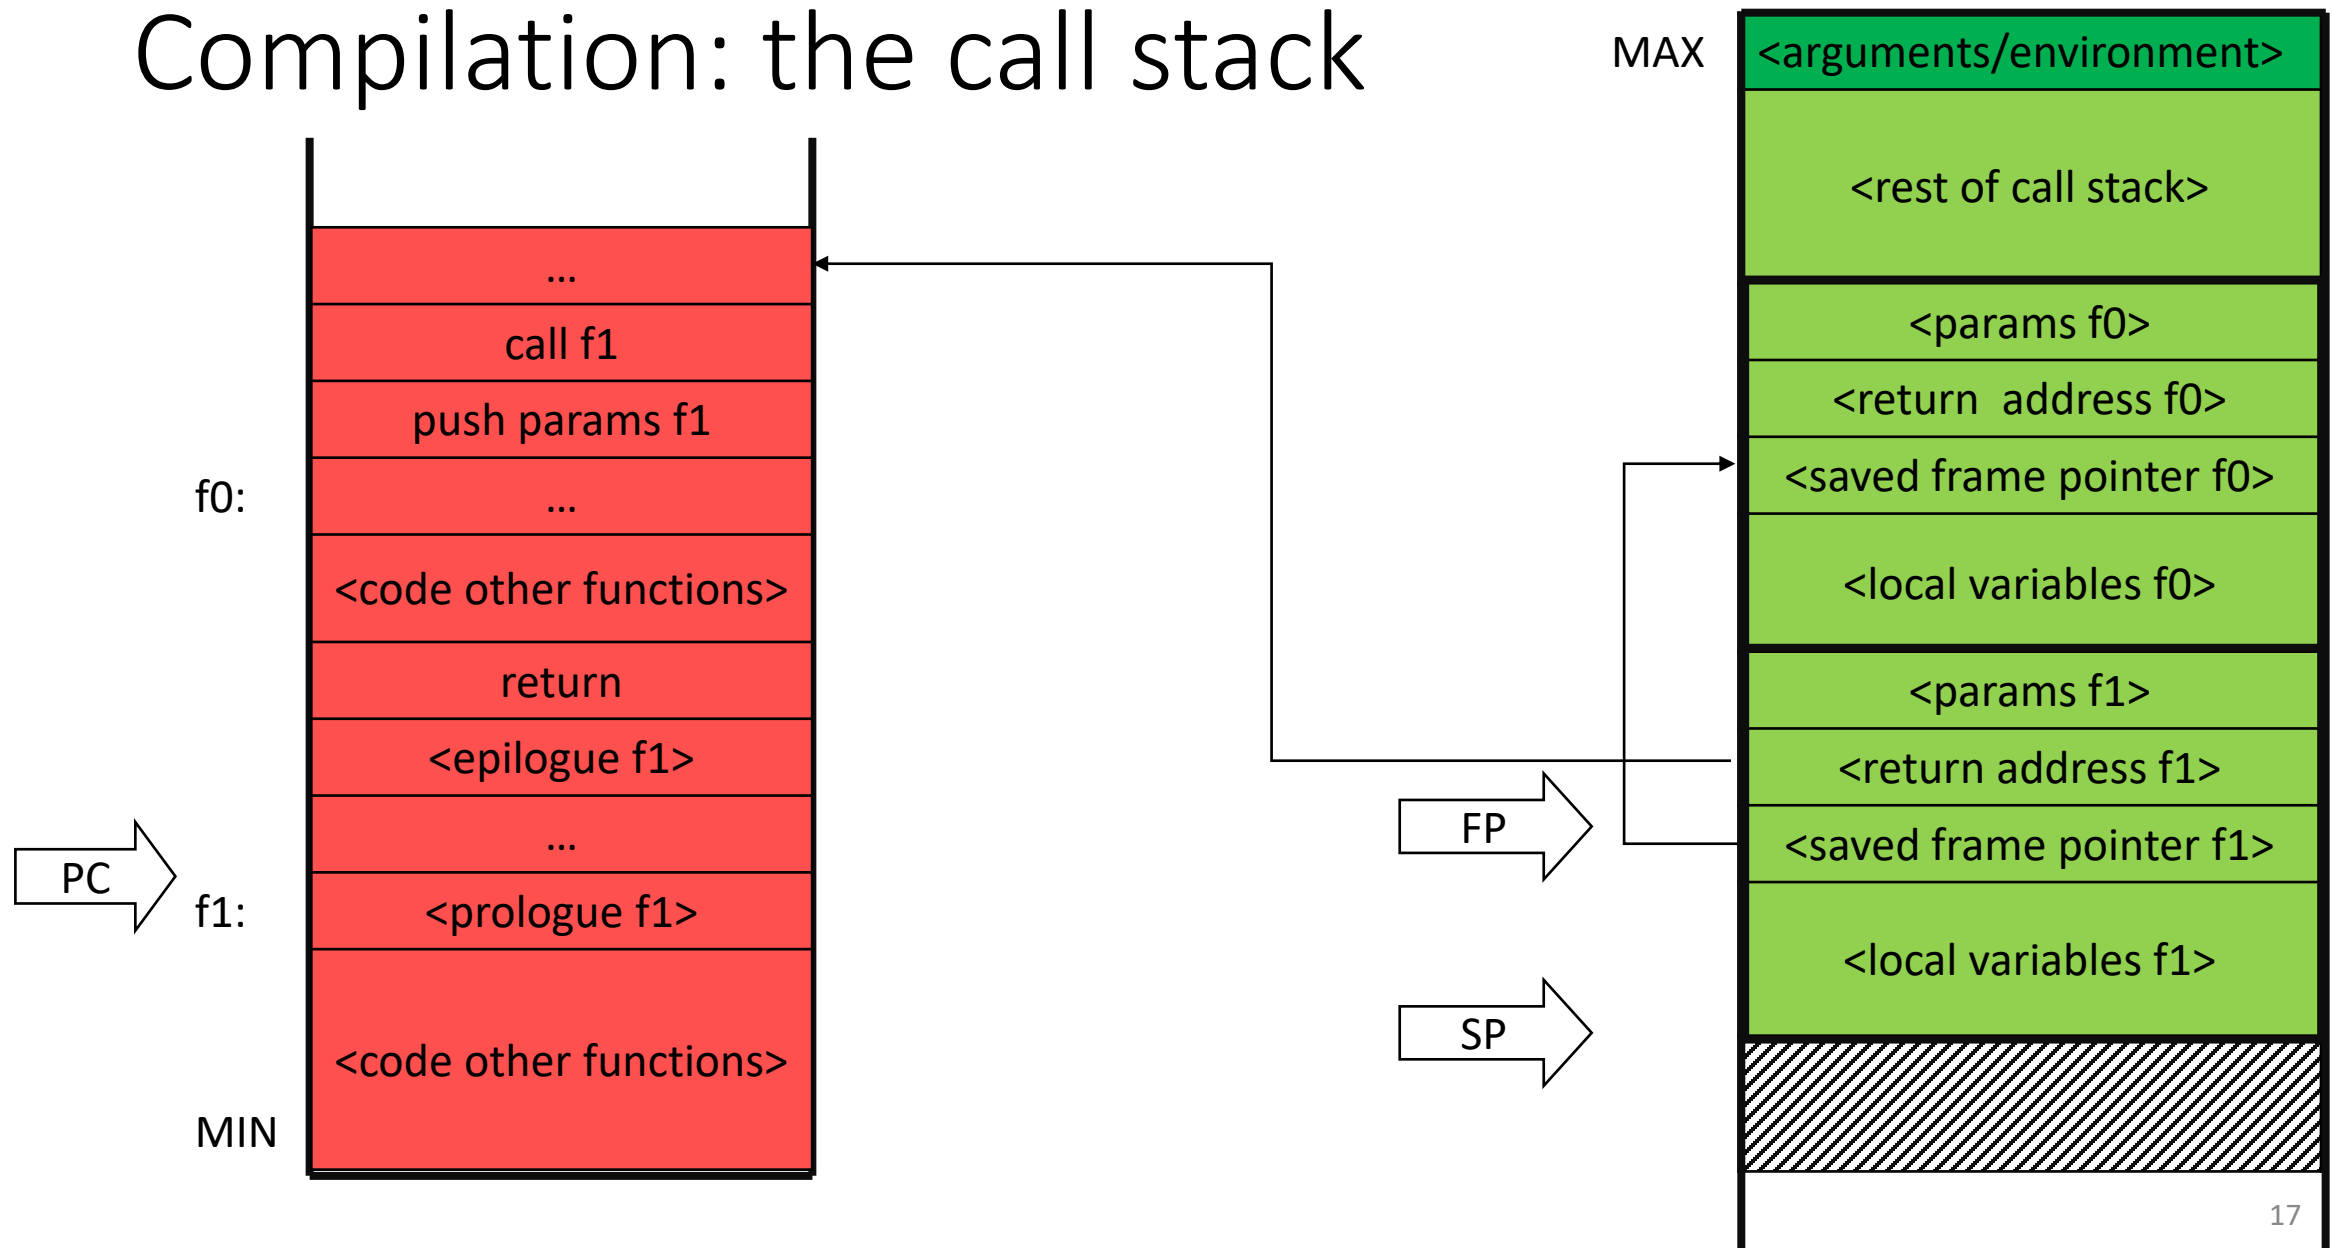 Compilation: the call stack
...
call f1
push params f1
f0:
...
<code other functions>
return
<epilogue f1>
...
PC
f1:
<prologue f1>
<code other functions>
MIN
FP
SP
MAX
<arguments/environment>
<rest of call stack>
<params f0>
<return  address f0>
<saved frame pointer f0>
<local variables f0>
<params f1>
<return address f1>
<saved frame pointer f1>
<local variables f1>
17